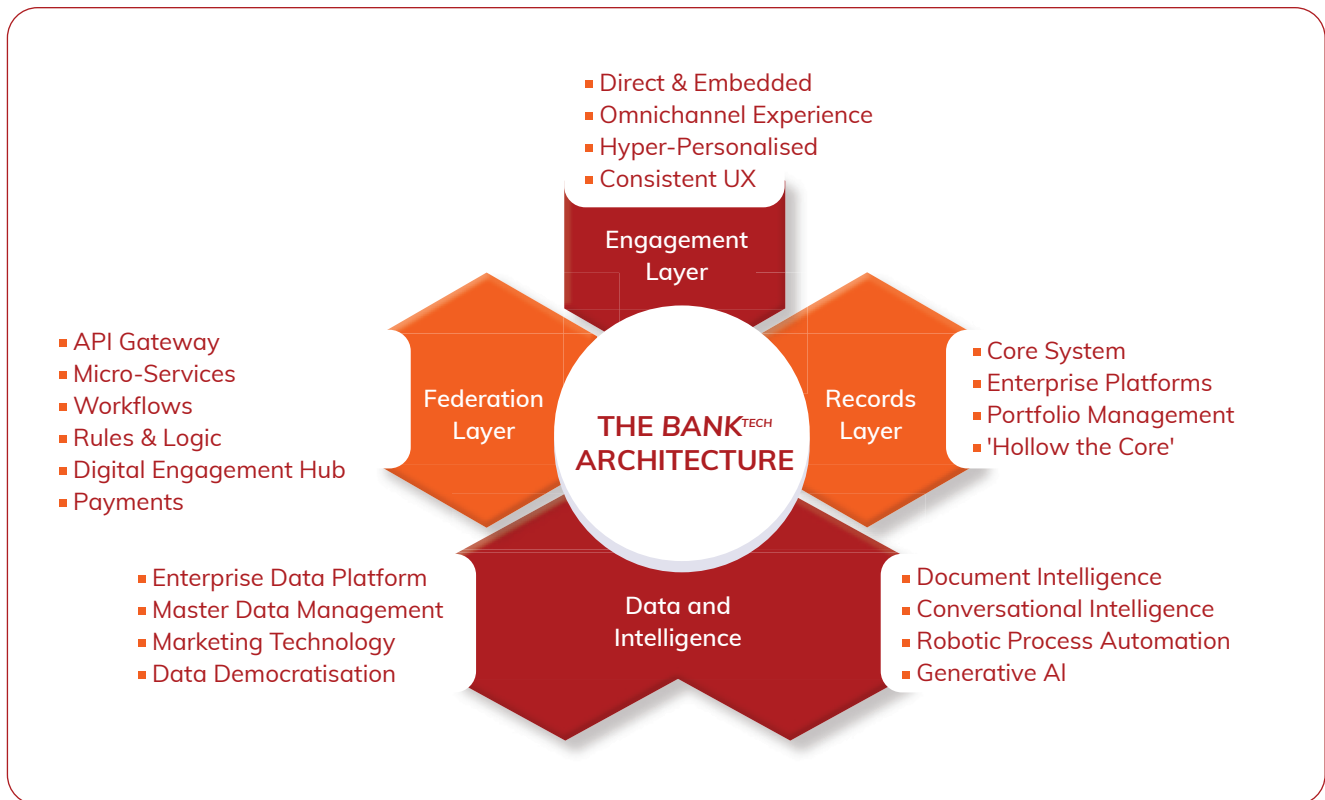 Direct & Embedded
Omnichannel Experience
Hyper-Personalised
Consistent UX
Engagement
Layer
API Gateway
Micro-Services
Workflows
Rules & Logic
Digital Engagement Hub
Payments
Federation
Layer
THE BANKTECH
ARCHITECTURE
Records
Layer
Core System
Enterprise Platforms
Portfolio Management
'Hollow the Core'
Enterprise Data Platform
Master Data Management
Marketing Technology
Data Democratisation
Data and
Intelligence
Document Intelligence
Conversational Intelligence
Robotic Process Automation
Generative AI